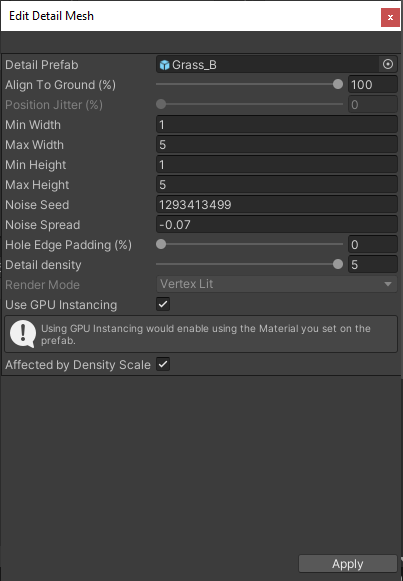 Edit Detail Mesh
x
Detail Prefab Grass_B
Align To Ground (%) 100
Position Jitter (%) 0
Min Width 1
Max Width 5
Min Height 1
Max Height 5
Noise Seed 1293413499
Noise Spread -0.07
Hole Edge Padding (%) 0
Detail density 5
Render Mode Vertex Lit
Use GPU Instancing
Using GPU Instancing would enable using the Material you set on the
prefab.
Affected by Density Scale
Apply